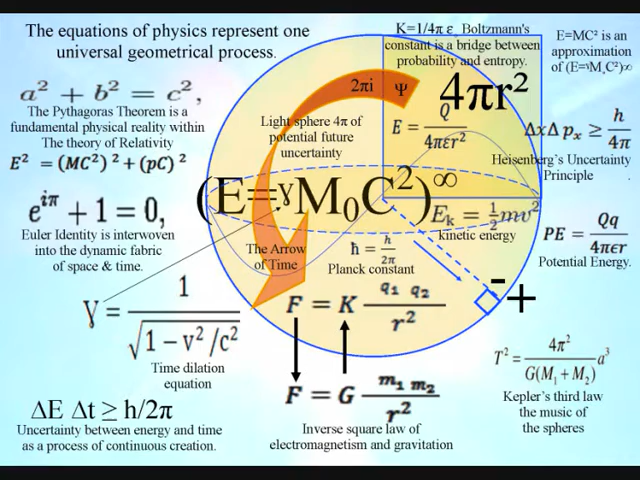 The equations of physics represent one
universal geometrical process.
K=1/4π ε₀ Boltzmann's
constant is a bridge between
probability and entropy.
E=MC² is an
approximation
of (E=ɣM₀C²)∞
a² + b² = c²,
The Pythagoras Theorem is a
fundamental physical reality within
The theory of Relativity
E² = (MC²)² + (pC)²
2πi
Ψ
4πr²
Light sphere 4π of
potential future
uncertainty
E = Q / 4πεr²
ΔxΔpₓ ≥ h / 4π
Heisenberg's Uncertainty
Principle
(E=ɣM₀C²)^∞
e^{iπ} + 1 = 0,
Euler Identity is interwoven
into the dynamic fabric
of space & time.
Eₖ = ½mv²
kinetic energy
PE = Qq / 4πεr
Potential Energy.
The Arrow
of Time
ħ = h / 2π
Planck constant
- +
ɣ = 1 / √(1 − v²/c²)
Time dilation
equation
F = K q₁ q₂ / r²
F = G m₁ m₂ / r²
Inverse square law of
electromagnetism and gravitation
T² = 4π² / G(M₁ + M₂) a³
Kepler's third law
the music of
the spheres
ΔE Δt ≥ h/2π
Uncertainty between energy and time
as a process of continuous creation.